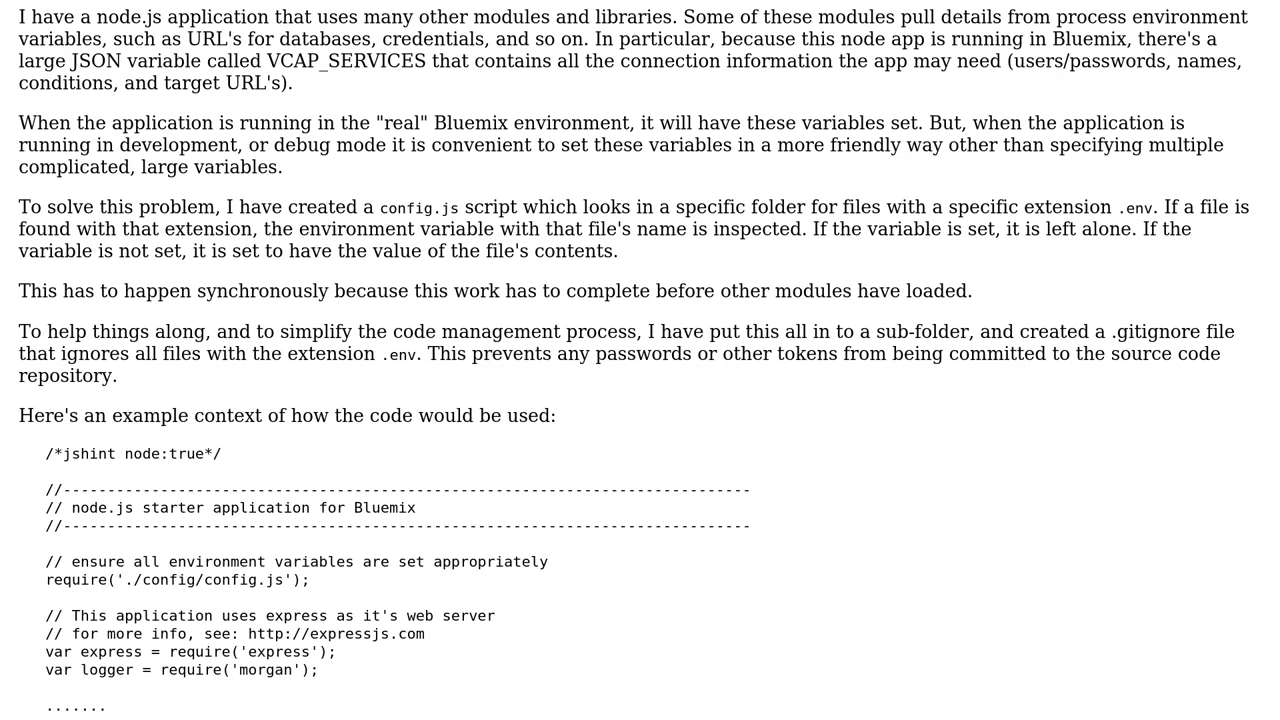 I have a node.js application that uses many other modules and libraries. Some of these modules pull details from process environment
variables, such as URL's for databases, credentials, and so on. In particular, because this node app is running in Bluemix, there's a
large JSON variable called VCAP_SERVICES that contains all the connection information the app may need (users/passwords, names,
conditions, and target URL's).

When the application is running in the "real" Bluemix environment, it will have these variables set. But, when the application is
running in development, or debug mode it is convenient to set these variables in a more friendly way other than specifying multiple
complicated, large variables.

To solve this problem, I have created a config.js script which looks in a specific folder for files with a specific extension .env. If a file is
found with that extension, the environment variable with that file's name is inspected. If the variable is set, it is left alone. If the
variable is not set, it is set to have the value of the file's contents.

This has to happen synchronously because this work has to complete before other modules have loaded.

To help things along, and to simplify the code management process, I have put this all in to a sub-folder, and created a .gitignore file
that ignores all files with the extension .env. This prevents any passwords or other tokens from being committed to the source code
repository.

Here's an example context of how the code would be used:

/*jshint node:true*/

//------------------------------------------------------------------------------
// node.js starter application for Bluemix
//------------------------------------------------------------------------------

// ensure all environment variables are set appropriately
require('./config/config.js');

// This application uses express as it's web server
// for more info, see: http://expressjs.com
var express = require('express');
var logger = require('morgan');

.......